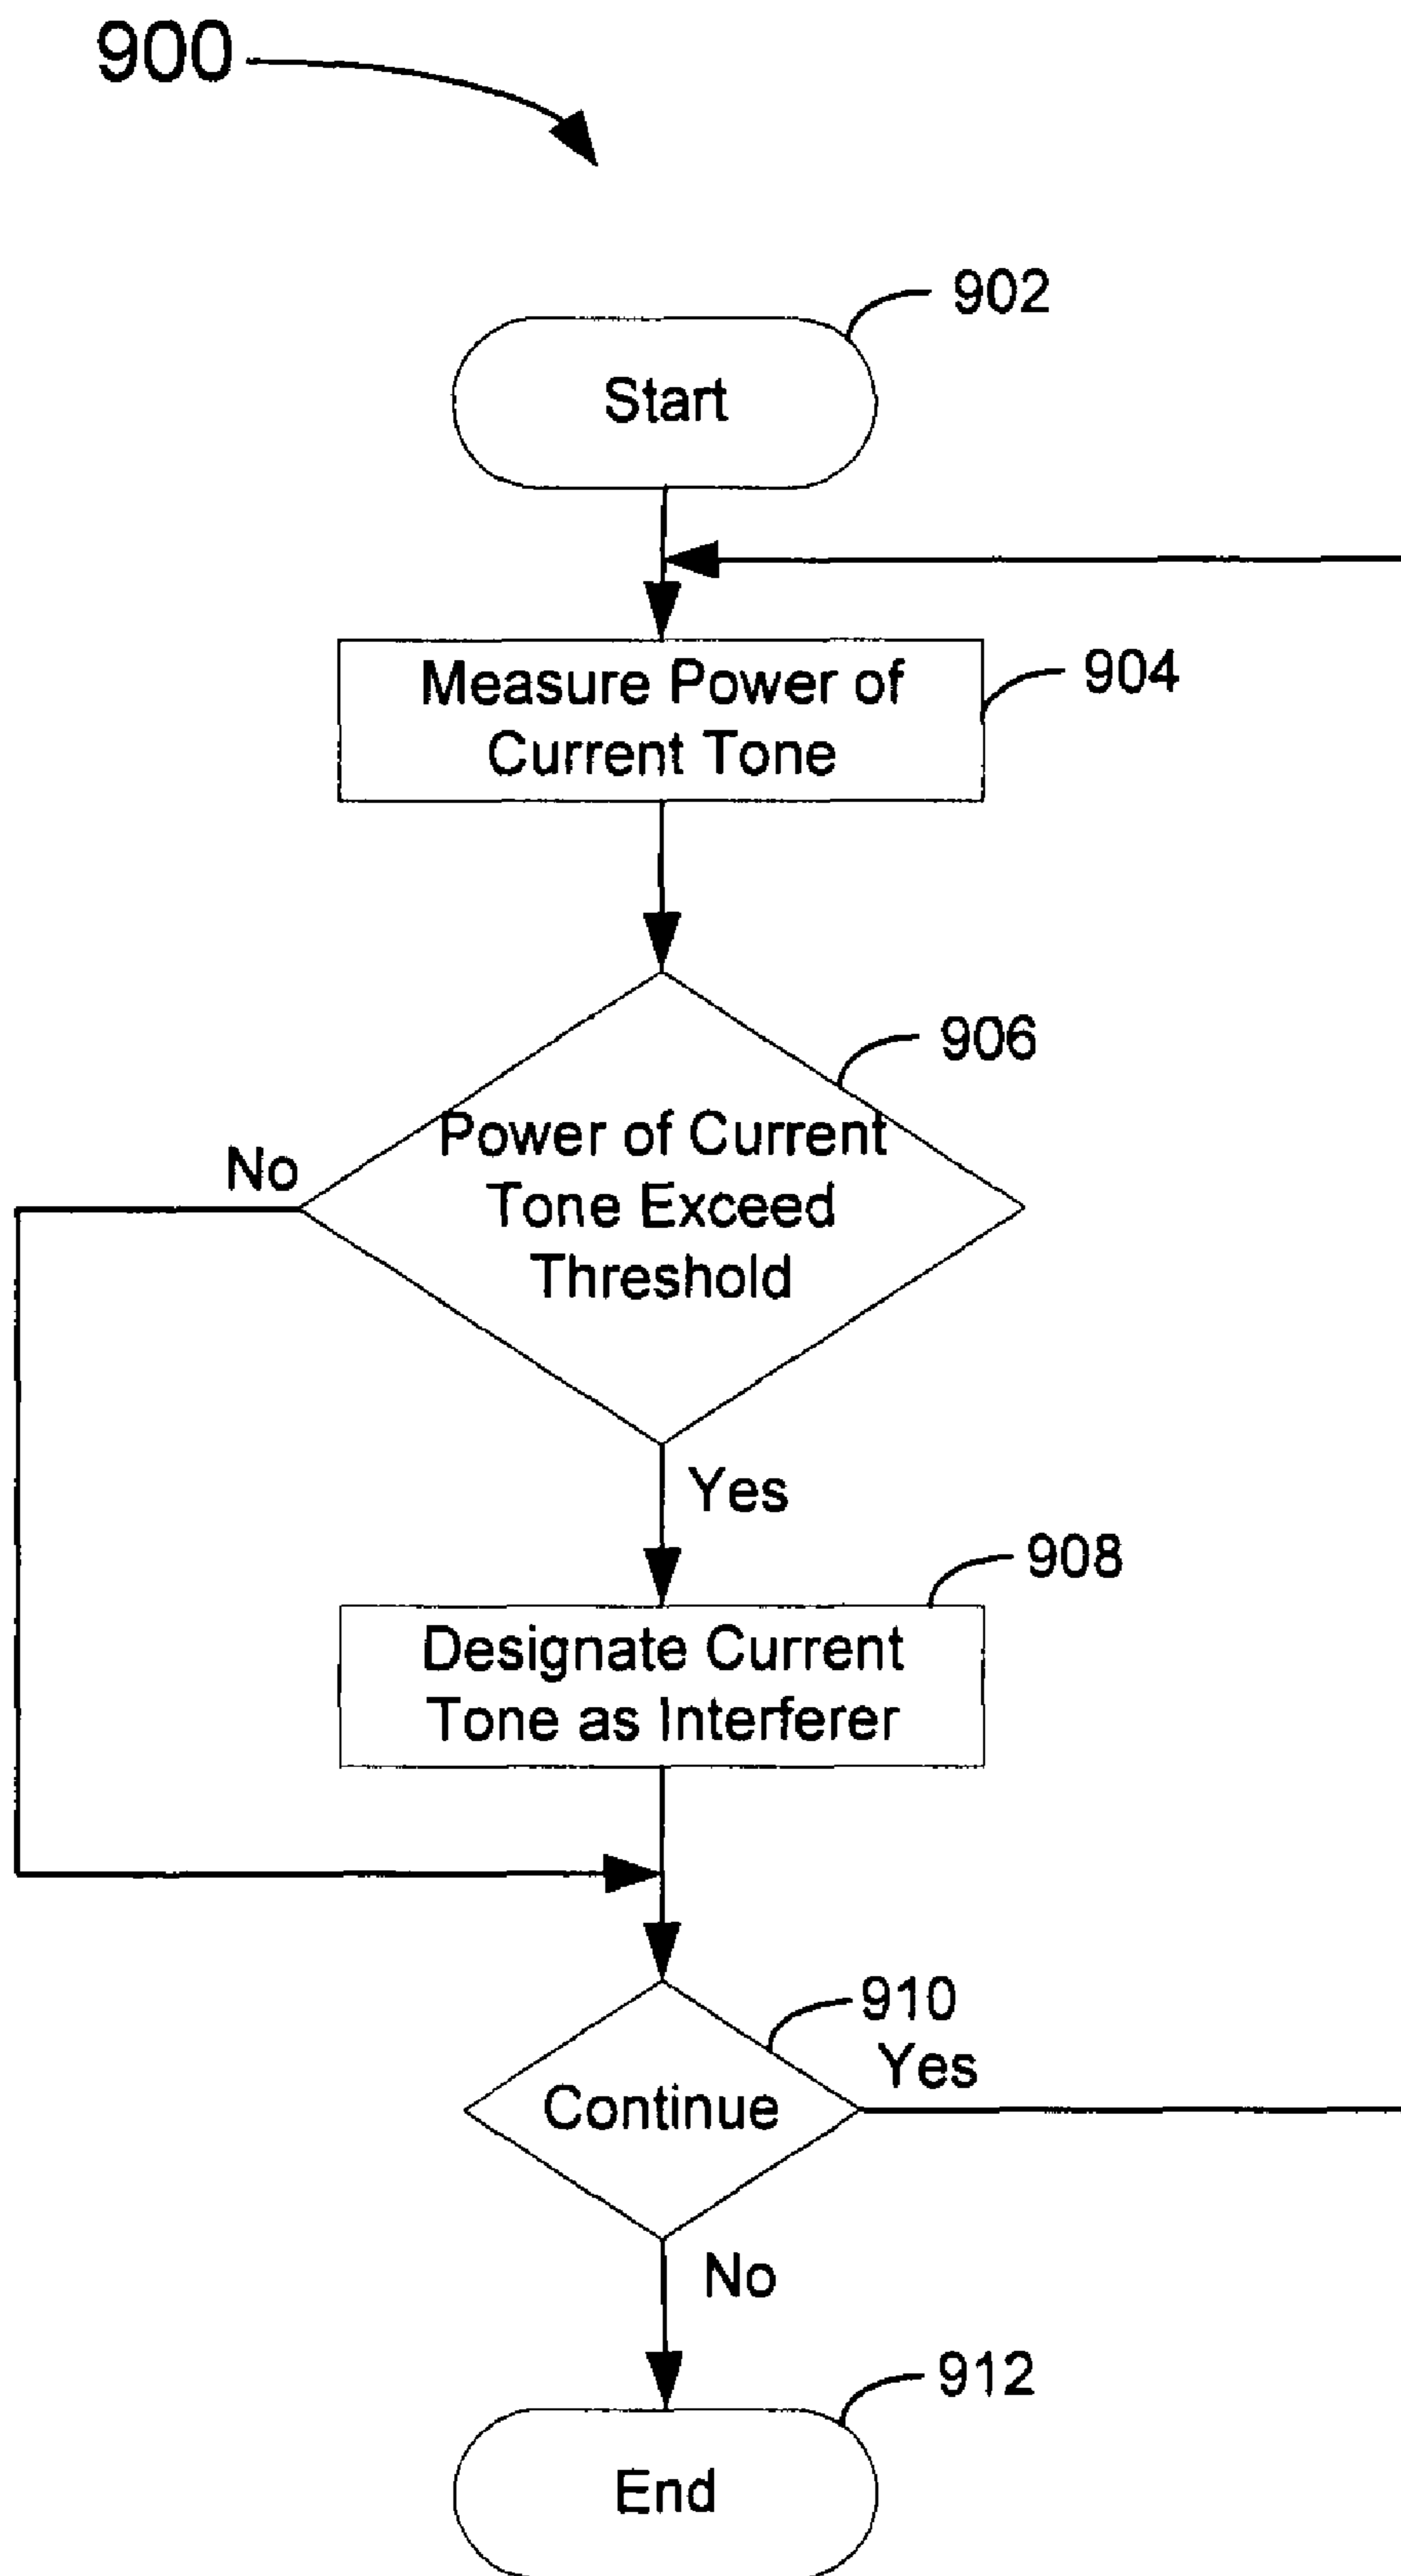 900
902
Start
Measure Power of
Current Tone
904
906
Power of Current
Tone Exceed
Threshold
No
Yes
908
Designate Current
Tone as Interferer
910
Yes
Continue
No
912
End